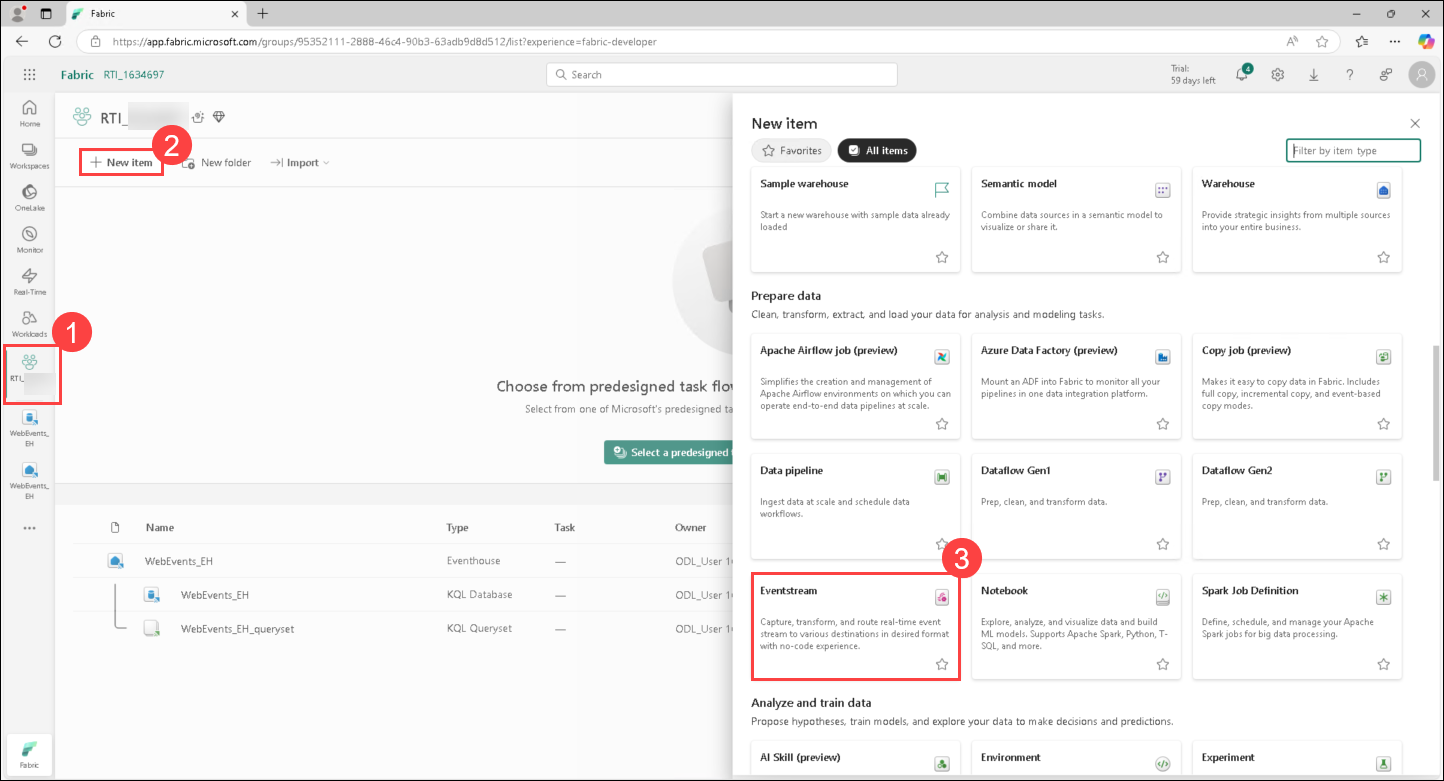 Fabric
https://app.fabric.microsoft.com/groups/95352111-2888-46c4-90b3-63adb9d8d512/list?experience=fabric-developer
Fabric RTI_1634697
Search
Trial:
59 days left
4
Home
Workspaces
OneLake
Monitor
Real-Time
Workloads
1
RTI_
WebEvents_
EH
WebEvents_
EH
Fabric
RTI_
2
New item
New folder
Import
Choose from predesigned task flow
Select from one of Microsoft's predesigned ta
Select a predesigned
Name Type Task Owner
WebEvents_EH Eventhouse — ODL_User 16
WebEvents_EH KQL Database — ODL_User 16
WebEvents_EH_queryset KQL Queryset — ODL_User 16
New item
Favorites
All items
Filter by item type
Sample warehouse
Start a new warehouse with sample data already
loaded
Semantic model
Combine data sources in a semantic model to
visualize or share it.
Warehouse
Provide strategic insights from multiple sources
into your entire business.
Prepare data
Clean, transform, extract, and load your data for analysis and modeling tasks.
Apache Airflow job (preview)
Simplifies the creation and management of
Apache Airflow environments on which you can
operate end-to-end data pipelines at scale.
Azure Data Factory (preview)
Mount an ADF into Fabric to monitor all your
pipelines in one data integration platform.
Copy job (preview)
Makes it easy to copy data in Fabric. Includes
full copy, incremental copy, and event-based
copy modes.
Data pipeline
Ingest data at scale and schedule data
workflows.
Dataflow Gen1
Prep, clean, and transform data.
Dataflow Gen2
Prep, clean, and transform data.
3
Eventstream
Capture, transform, and route real-time event
stream to various destinations in desired format
with no-code experience.
Notebook
Explore, analyze, and visualize data and build
ML models. Supports Apache Spark, Python, T-
SQL, and more.
Spark Job Definition
Define, schedule, and manage your Apache
Spark jobs for big data processing.
Analyze and train data
Propose hypotheses, train models, and explore your data to make decisions and predictions.
AI Skill (preview)
Environment
Experiment